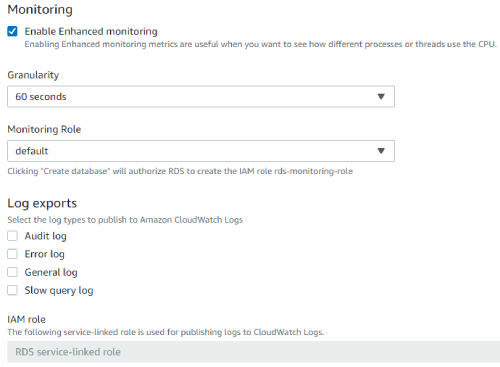 Monitoring
Enable Enhanced monitoring
Enabling Enhanced monitoring metrics are useful when you want to see how different processes or threads use the CPU.
Granularity
60 seconds
Monitoring Role
default
Clicking "Create database" will authorize RDS to create the IAM role rds-monitoring-role
Log exports
Select the log types to publish to Amazon CloudWatch Logs
Audit log
Error log
General log
Slow query log
IAM role
The following service-linked role is used for publishing logs to CloudWatch Logs.
RDS service-linked role